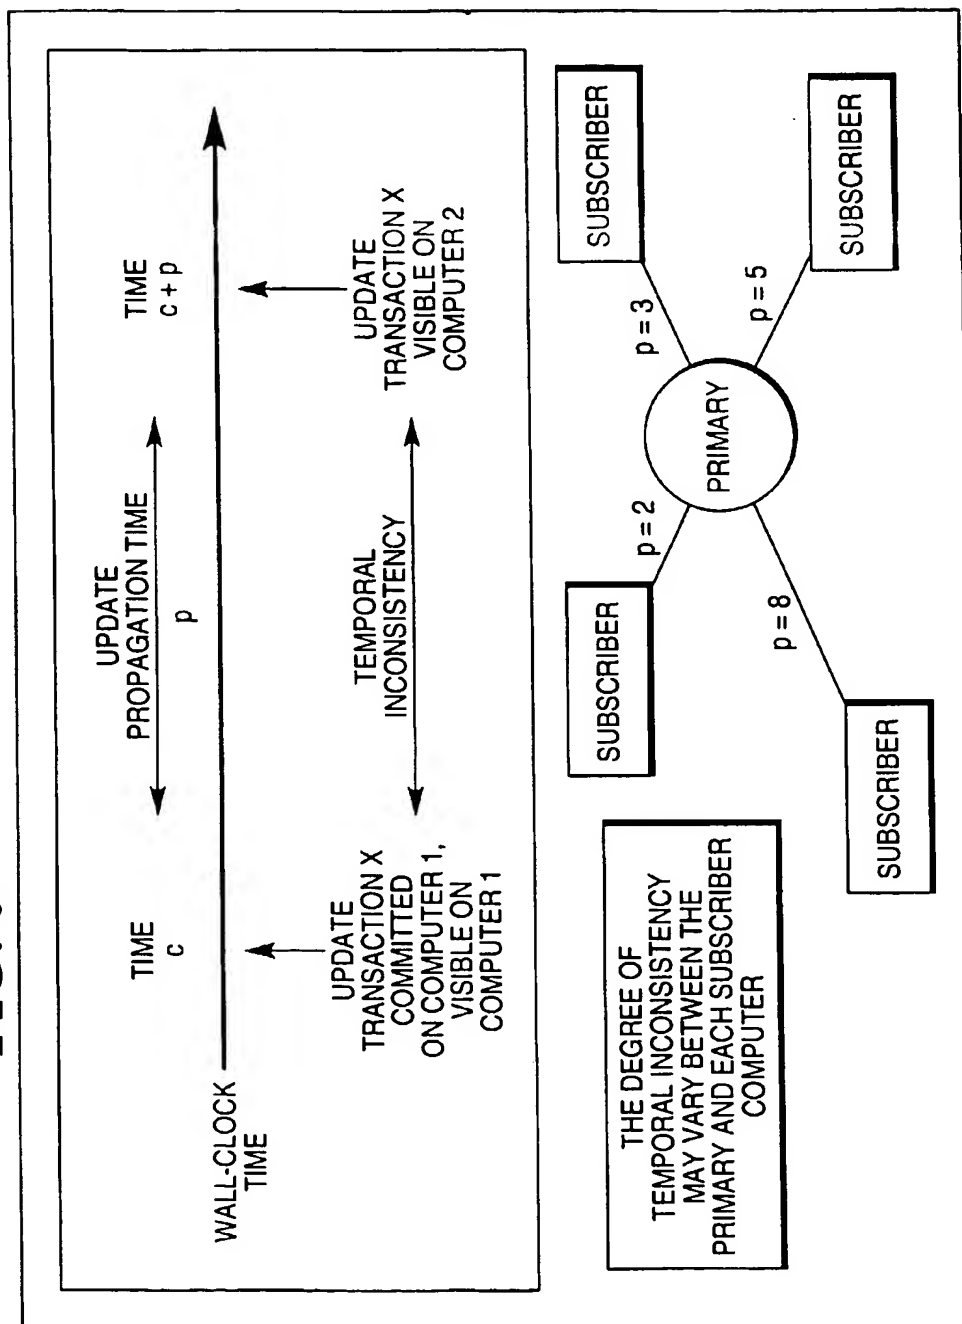 UPDATE
PROPAGATION TIME
p
TIME
c
TIME
c + p
WALL-CLOCK
TIME
UPDATE
TRANSACTION X
COMMITTED
ON COMPUTER 1,
VISIBLE ON
COMPUTER 1
TEMPORAL
INCONSISTENCY
UPDATE
TRANSACTION X
VISIBLE ON
COMPUTER 2
THE DEGREE OF
TEMPORAL INCONSISTENCY
MAY VARY BETWEEN THE
PRIMARY AND EACH SUBSCRIBER
COMPUTER
SUBSCRIBER
SUBSCRIBER
p = 2
p = 3
PRIMARY
p = 8
p = 5
SUBSCRIBER
SUBSCRIBER